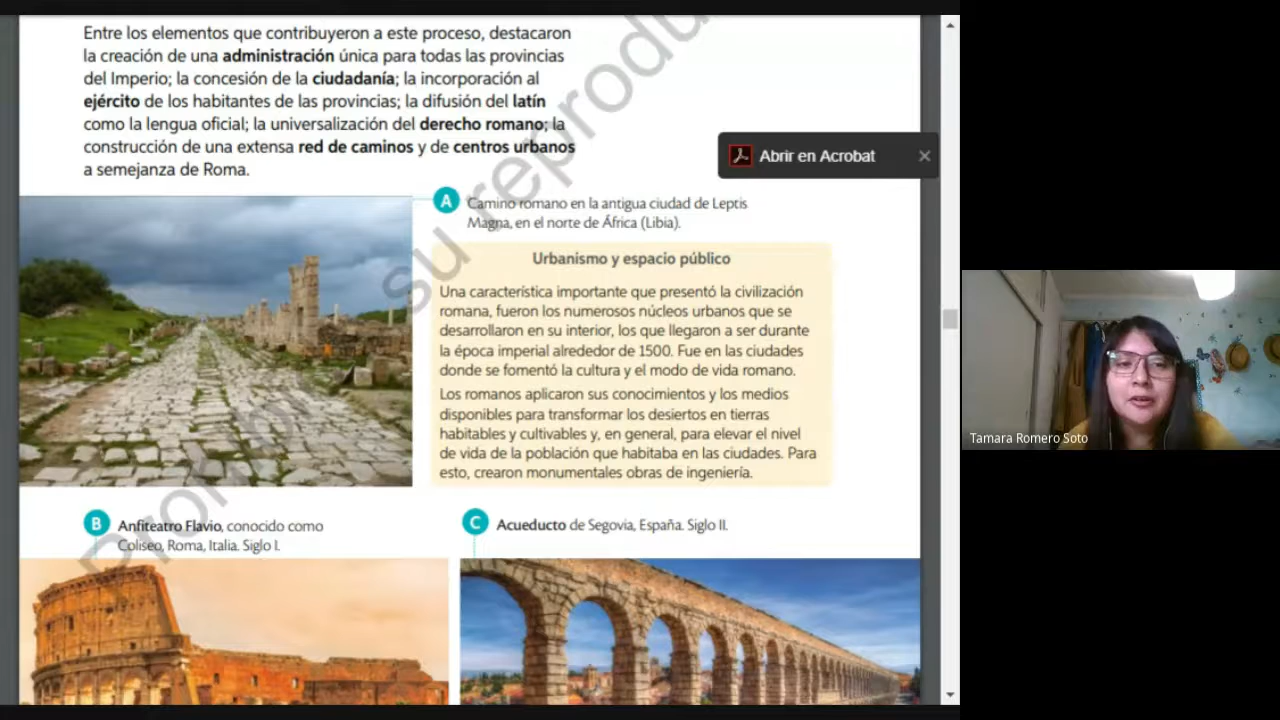 Entre los elementos que contribuyeron a este proceso, destacaron
la creación de una administración única para todas las provincias
del Imperio; la concesión de la ciudadanía; la incorporación al
ejército de los habitantes de las provincias; la difusión del latín
como la lengua oficial; la universalización del derecho romano; la
construcción de una extensa red de caminos y de centros urbanos
a semejanza de Roma.
Abrir en Acrobat
A
Camino romano en la antigua ciudad de Leptis
Magna, en el norte de África (Libia).
Urbanismo y espacio público
Una característica importante que presentó la civilización
romana, fueron los numerosos núcleos urbanos que se
desarrollaron en su interior, los que llegaron a ser durante
la época imperial alrededor de 1500. Fue en las ciudades
donde se fomentó la cultura y el modo de vida romano.
Los romanos aplicaron sus conocimientos y los medios
disponibles para transformar los desiertos en tierras
habitables y cultivables y, en general, para elevar el nivel
de vida de la población que habitaba en las ciudades. Para
esto, crearon monumentales obras de ingeniería.
B
Anfiteatro Flavio, conocido como
Coliseo, Roma, Italia. Siglo I.
C
Acueducto de Segovia, España. Siglo II.
su
Tamara Romero Soto